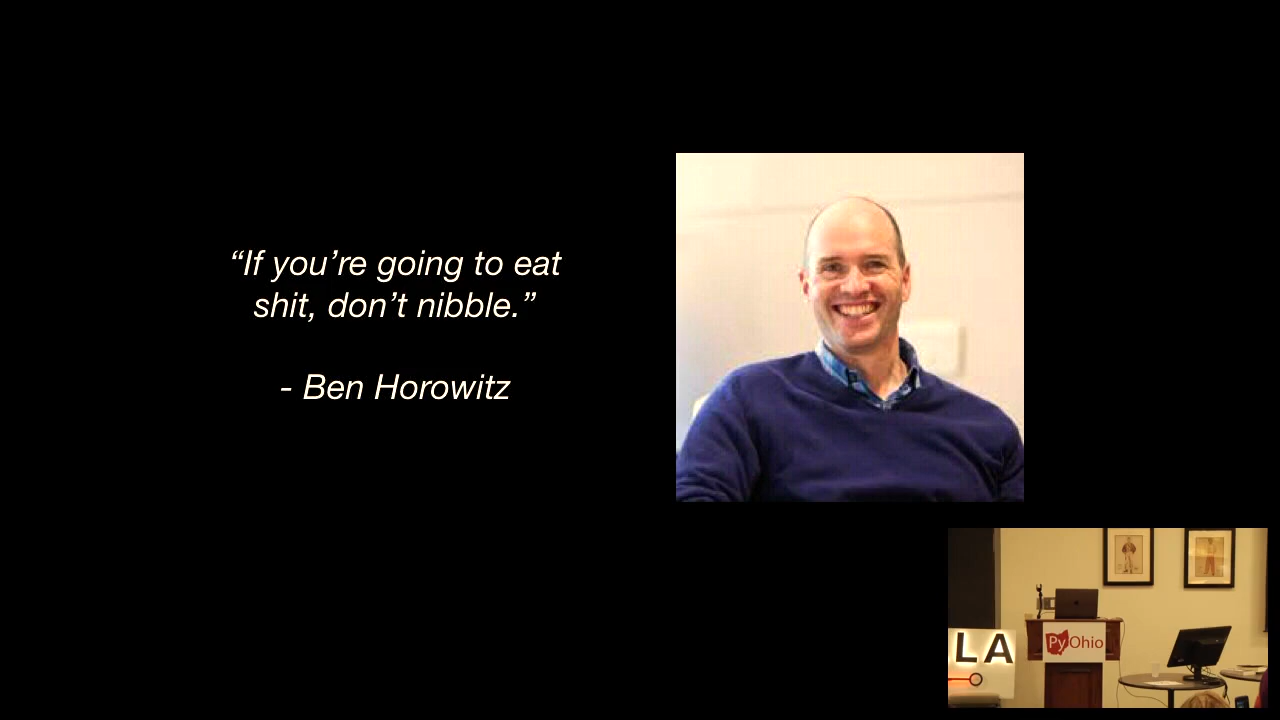 “If you’re going to eat
shit, don’t nibble.”
- Ben Horowitz
LA
PyOhio